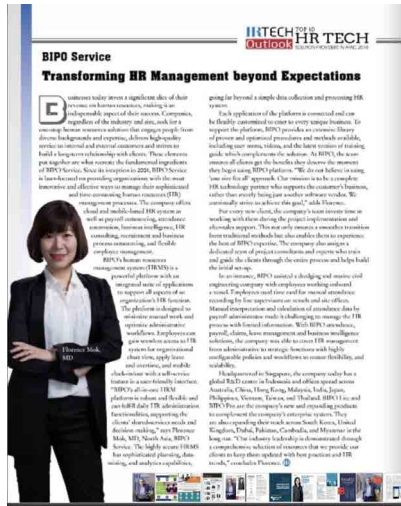 HRTECH Outlook
TOP 10
HR TECH
SOLUTION PROVIDERS IN APAC 2019
BIPO Service
Transforming HR Management beyond Expectations
Businesses today invest a significant slice of their
revenue on human resources, making it an
indispensable aspect of their success. Companies,
regardless of the industry and size, seek for a
one-stop human resources solution that engages people from
diverse backgrounds and expertise, delivers high-quality
service to internal and external customers and strives to
build a long-term relationship with clients. These elements
put together are what recreate the fundamental ingredients
of BIPO Service. Since its inception in 2004, BIPO Service
is laser-focused on providing organizations with the most
innovative and effective ways to manage their sophisticated
and time-consuming human resources (HR)
management processes. The company offers
cloud and mobile-based HR system as
well as payroll outsourcing, attendance
automation, business intelligence, HR
consulting, recruitment and business
process outsourcing, and flexible
employee management.
BIPO's human resources
management system (HRMS) is a
powerful platform with an
integrated suite of applications
to support all aspects of an
organization's HR function.
The platform is designed to
minimize manual work and
optimize administrative
workflows. Employees can
gain seamless access to HR
system for organizational
chart view, apply leave
and overtime, and mobile
clock-in/out with a self-service
feature in a user-friendly interface.
"BIPO's all-in-one HRM
platform is robust and flexible and
can fulfill daily HR administration
functionalities, supporting the
clients' shared-services needs and
decision-making," says Florence
Mok, MD, North Asia, BIPO
Service. The highly secure HRMS
has sophisticated planning, data-
mining, and analytics capabilities,
Florence Mok,
MD
going far beyond a simple data collection and processing HR
system.
Each application of the platform is connected and can
be flexibly customized to cater to every unique business. To
support the platform, BIPO provides an extensive library
of proven and optimized procedures and methods available,
including user terms, videos, and the latest version of training
guide which complements the solution. At BIPO, the team
ensures all clients get the benefits they deserve the moment
they begin using BIPO platforms. "We do not believe in using
'one size fits all' approach. Our mission is to be a complete
HR technology partner who supports the customer's business,
rather than merely being just another software vendor. We
continually strive to achieve this goal," adds Florence.
For every new client, the company's team invests time in
working with them during the project implementation and
aftersales support. This not only ensures a smoother transition
from traditional methods but also enables them to experience
the best of BIPO expertise. The company also assigns a
dedicated team of project consultants and experts who train
and guide the clients through the entire process and helps build
the initial set-up.
In an instance, BIPO assisted a dredging and marine civil
engineering company with employees working onboard
a vessel. Employees used time card for manual attendance
recording by line supervisors on vessels and site offices.
Manual interpretation and calculation of attendance data by
payroll administrator made it challenging to manage the HR
process with limited information. With BIPO attendance,
payroll, claims, leave management and business intelligence
solutions, the company was able to cover HR management
from administrative to strategic functions with highly
configurable policies and workflows to ensure flexibility, and
scalability.
Headquartered in Singapore, the company today has a
global R&D center in Indonesia and offices spread across
Australia, China, Hong Kong, Malaysia, India, Japan,
Philippines, Vietnam, Taiwan, and Thailand. BIPO Lite and
BIPO Pro are the company's new and expanding products
to complement the company's enterprise system. They
are also expanding their reach across South Korea, United
Kingdom, Dubai, Pakistan, Cambodia, and Myanmar in the
long run. "Our industry leadership is demonstrated through
a comprehensive selection of resources that we provide our
clients to keep them updated with best practices and HR
trends," concludes Florence.